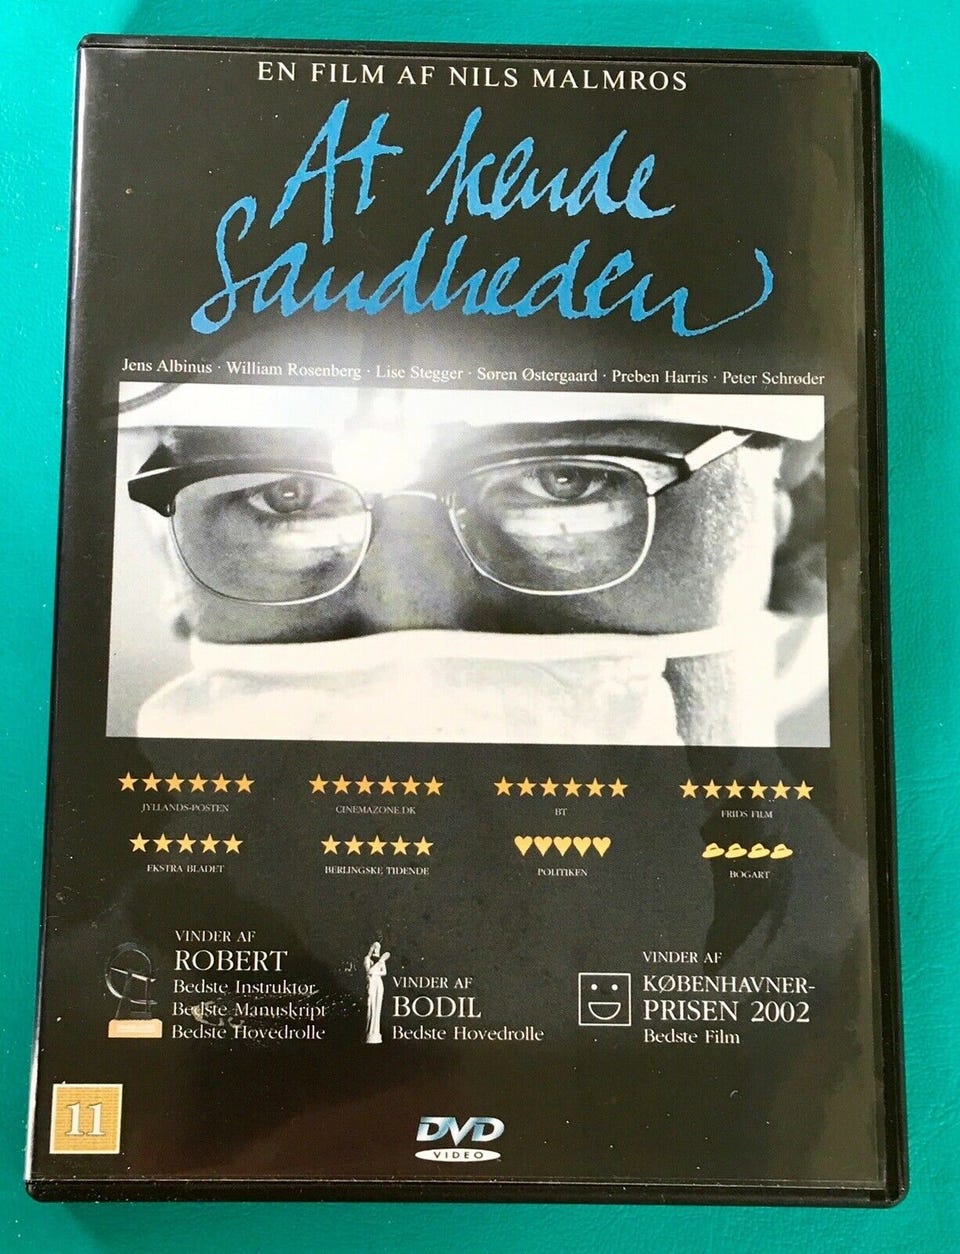 EN FILM AF NILS MALMROS
At kende
Sandheden
Jens Albinus · William Rosenberg · Lise Stegger · Søren Østergaard · Preben Harris · Peter Schrøder
JYLLANDS-POSTEN
CINEMAZONE.DK
BT
FRIDS FILM
EKSTRA BLADET
BERLINGSKE TIDENDE
POLITIKEN
BOGART
VINDER AF
ROBERT
Bedste Instruktør
Bedste Manuskript
Bedste Hovedrolle
VINDER AF
BODIL
Bedste Hovedrolle
VINDER AF
KØBENHAVNER-
PRISEN 2002
Bedste Film
11
DVD
VIDEO